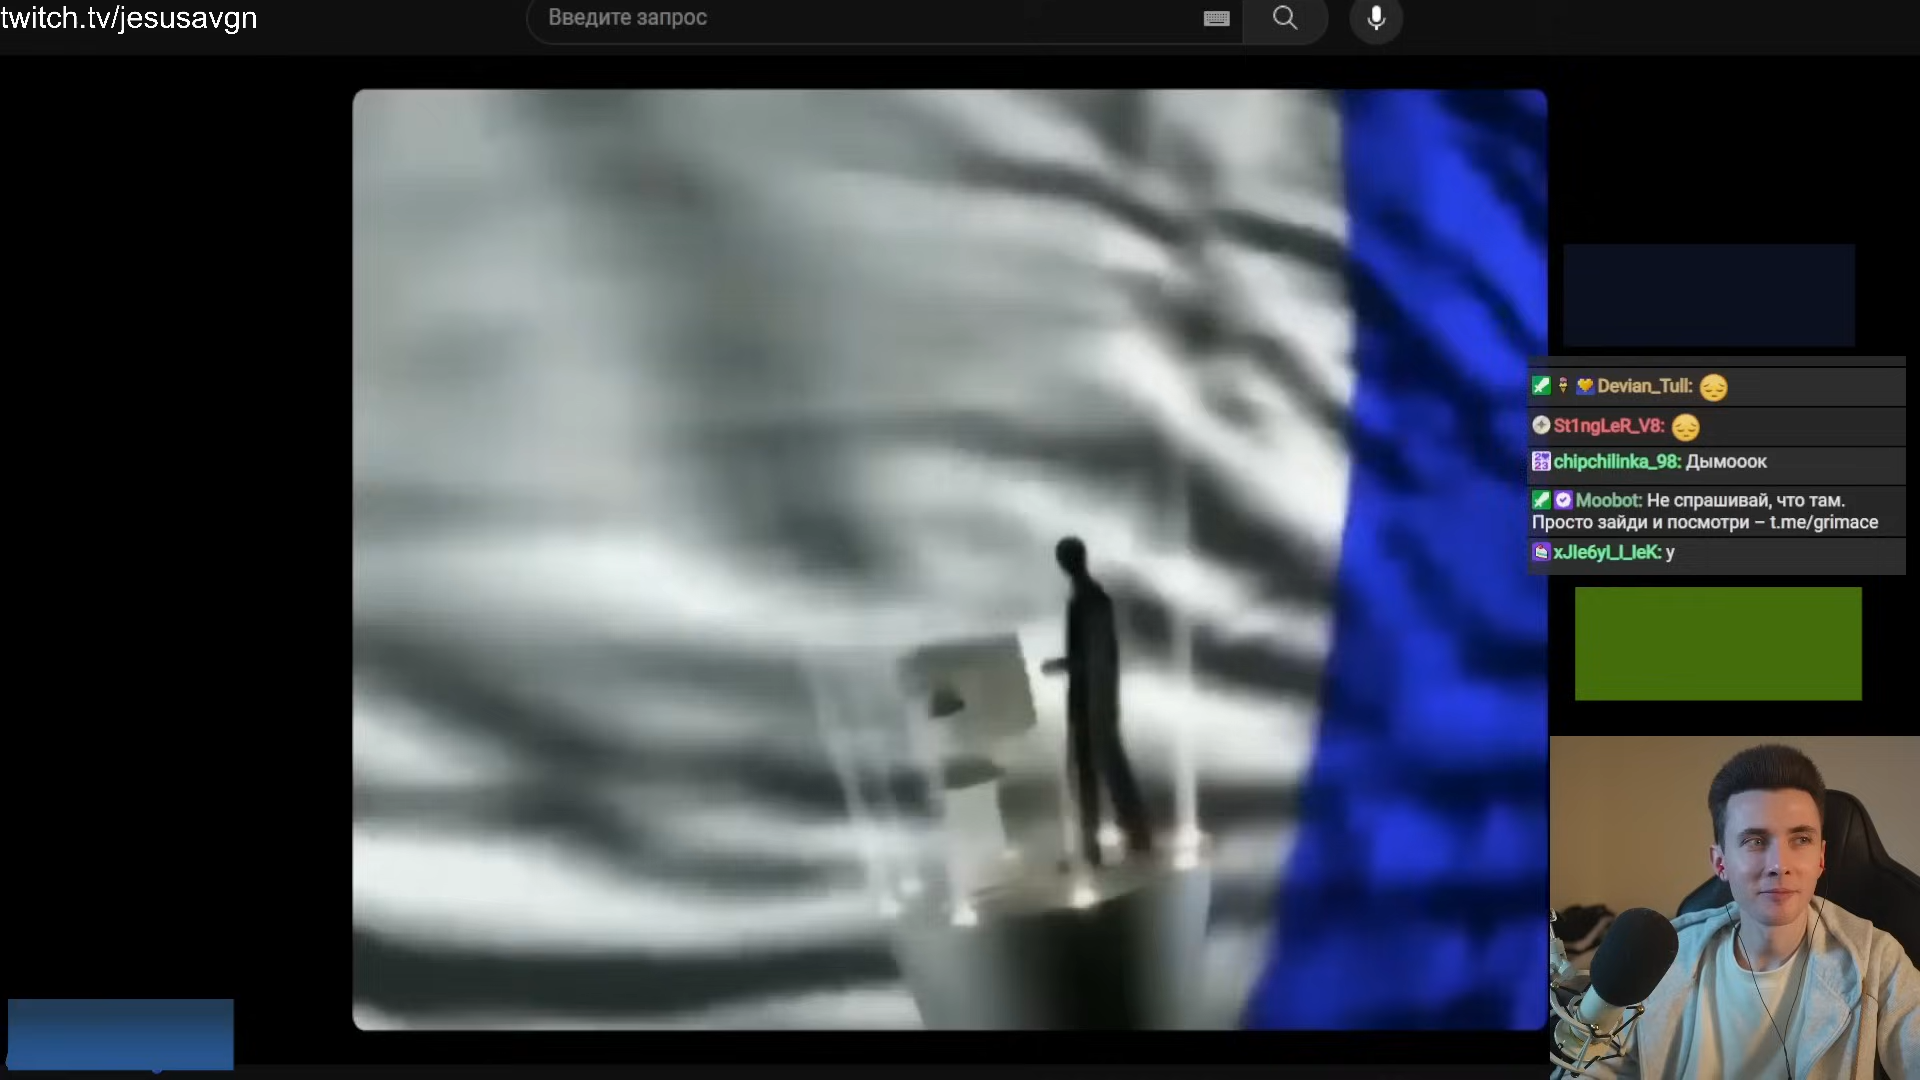 twitch.tv/jesusavgn
Введите запрос
Devian_Tull:
St1ngLeR_V8:
chipchilinka_98: Дымооок
Moobot: Не спрашивай, что там.
Просто зайди и посмотри – t.me/grimace
xJle6yl_l_leK: y